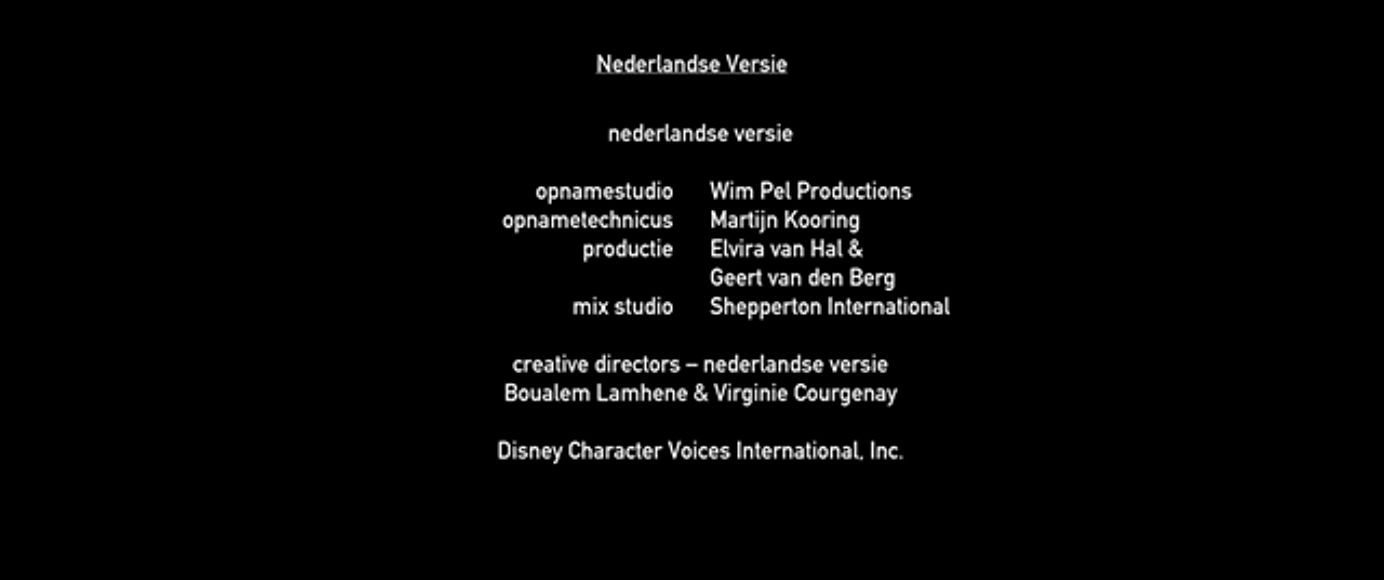 Nederlandse Versie
nederlandse versie
opnamestudio Wim Pel Productions
opnametechnicus Martijn Kooring
productie Elvira van Hal &
Geert van den Berg
mix studio Shepperton International
creative directors – nederlandse versie
Boualem Lamhene & Virginie Courgenay
Disney Character Voices International, Inc.